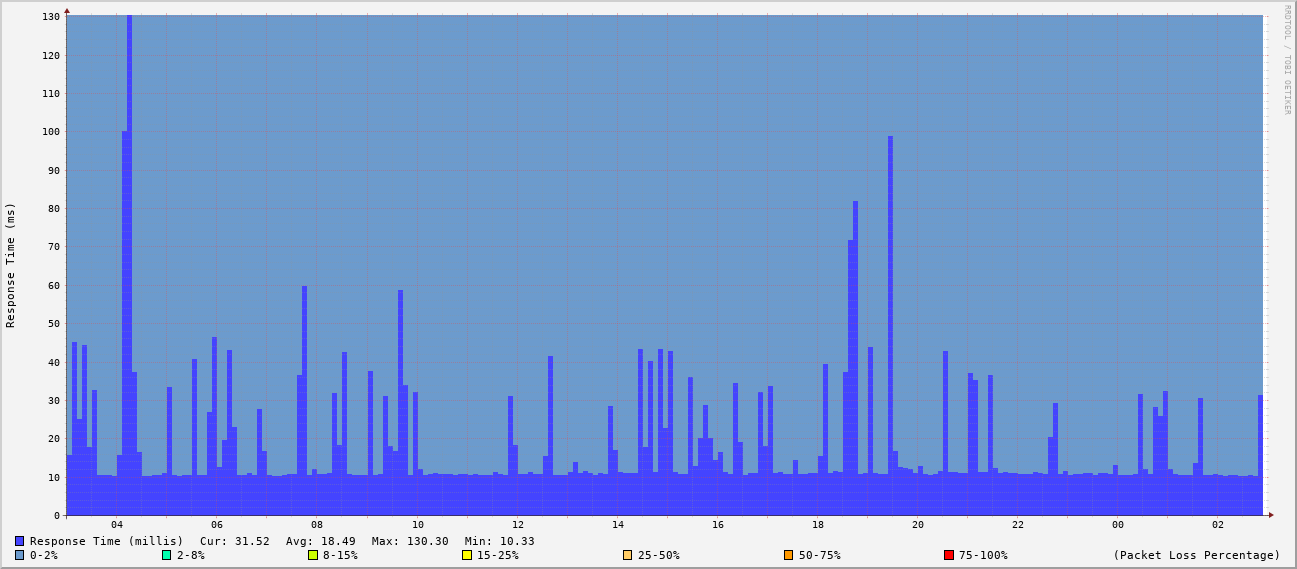 RRDTOOL / TOBI OETIKER
Response Time (ms)
130
120
110
100
90
80
70
60
50
40
30
20
10
0
04 06 08 10 12 14 16 18 20 22 00 02
Response Time (millis) Cur: 31.52 Avg: 18.49 Max: 130.30 Min: 10.33
0-2% 2-8% 8-15% 15-25% 25-50% 50-75% 75-100% (Packet Loss Percentage)